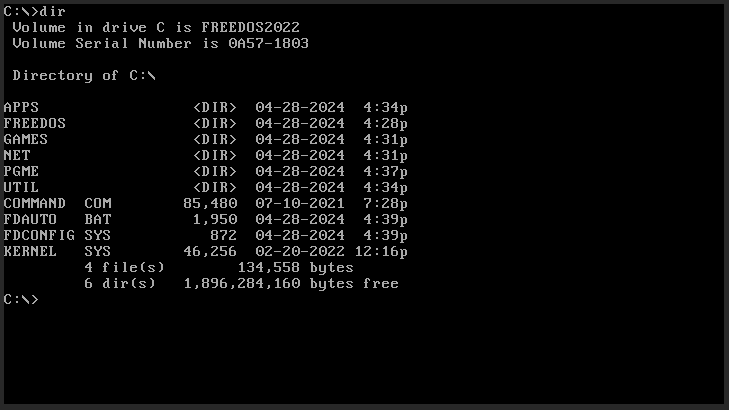 C:\>dir
 Volume in drive C is FREEDOS2022
 Volume Serial Number is 0A57-1803

 Directory of C:\

APPS                 <DIR>  04-28-2024  4:34p
FREEDOS              <DIR>  04-28-2024  4:28p
GAMES                <DIR>  04-28-2024  4:31p
NET                  <DIR>  04-28-2024  4:31p
PGME                 <DIR>  04-28-2024  4:37p
UTIL                 <DIR>  04-28-2024  4:34p
COMMAND  COM        85,480  07-10-2021  7:28p
FDAUTO   BAT         1,950  04-28-2024  4:39p
FDCONFIG SYS           872  04-28-2024  4:39p
KERNEL   SYS        46,256  02-20-2022 12:16p
         4 file(s)        134,558 bytes
         6 dir(s)   1,896,284,160 bytes free
C:\>